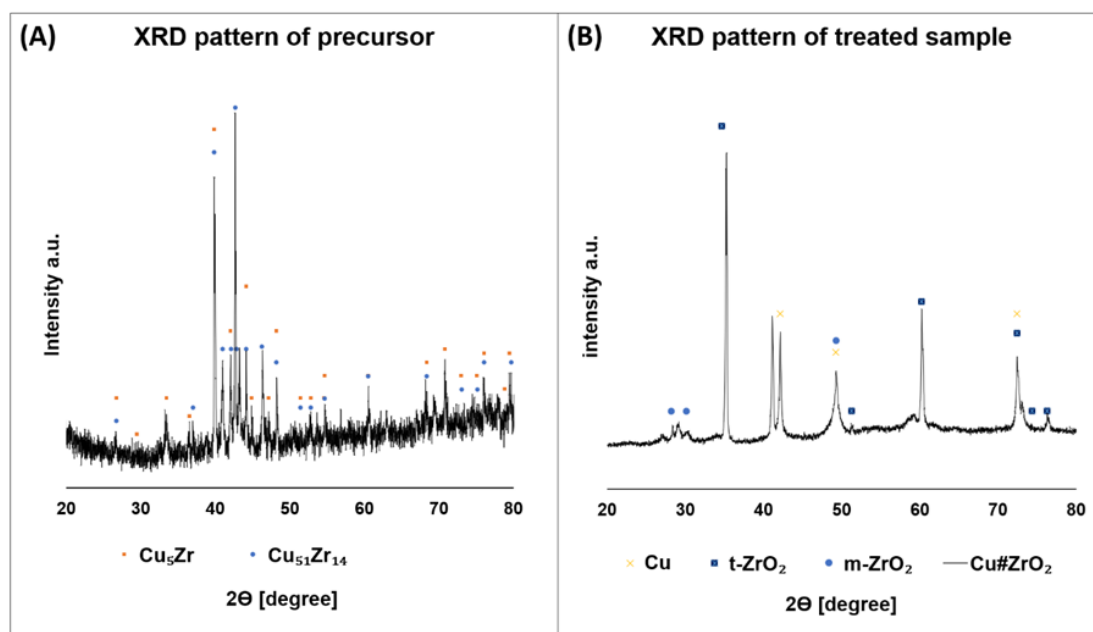 (A) XRD pattern of precursor
Intensity a.u.
20 30 40 50 60 70 80
Cu₅Zr Cu₅₁Zr₁₄
2Θ [degree]
(B) XRD pattern of treated sample
intensity a.u.
20 30 40 50 60 70 80
Cu t-ZrO₂ m-ZrO₂ Cu#ZrO₂
2Θ [degree]